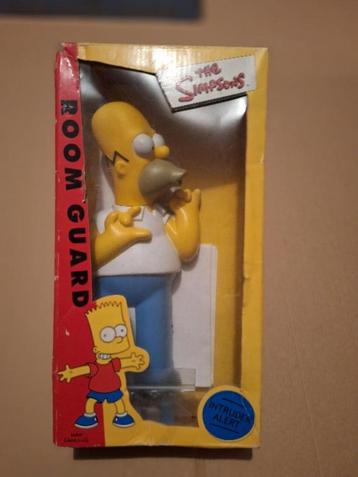 THE
SIMPSONS
ROOM GUARD
INTRUDER
ALERT